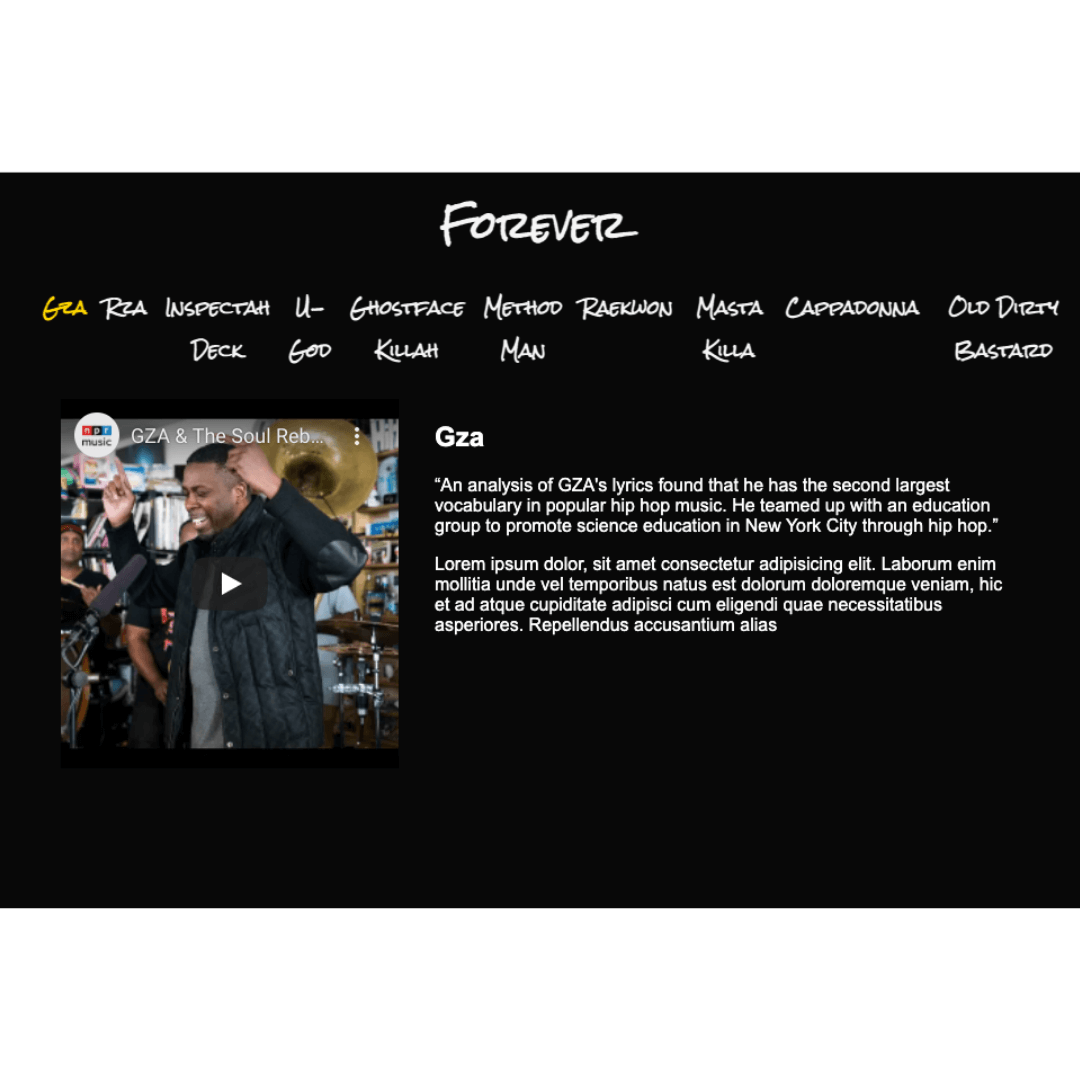 Forever
Gza Rza Inspectah U- Ghostface Method Raekwon Masta Cappadonna Old Dirty
Deck God Killah Man Killa Bastard
npr
music
GZA & The Soul Reb...
Gza
“An analysis of GZA's lyrics found that he has the second largest
vocabulary in popular hip hop music. He teamed up with an education
group to promote science education in New York City through hip hop.”
Lorem ipsum dolor, sit amet consectetur adipisicing elit. Laborum enim
mollitia unde vel temporibus natus est dolorum doloremque veniam, hic
et ad atque cupiditate adipisci cum eligendi quae necessitatibus
asperiores. Repellendus accusantium alias